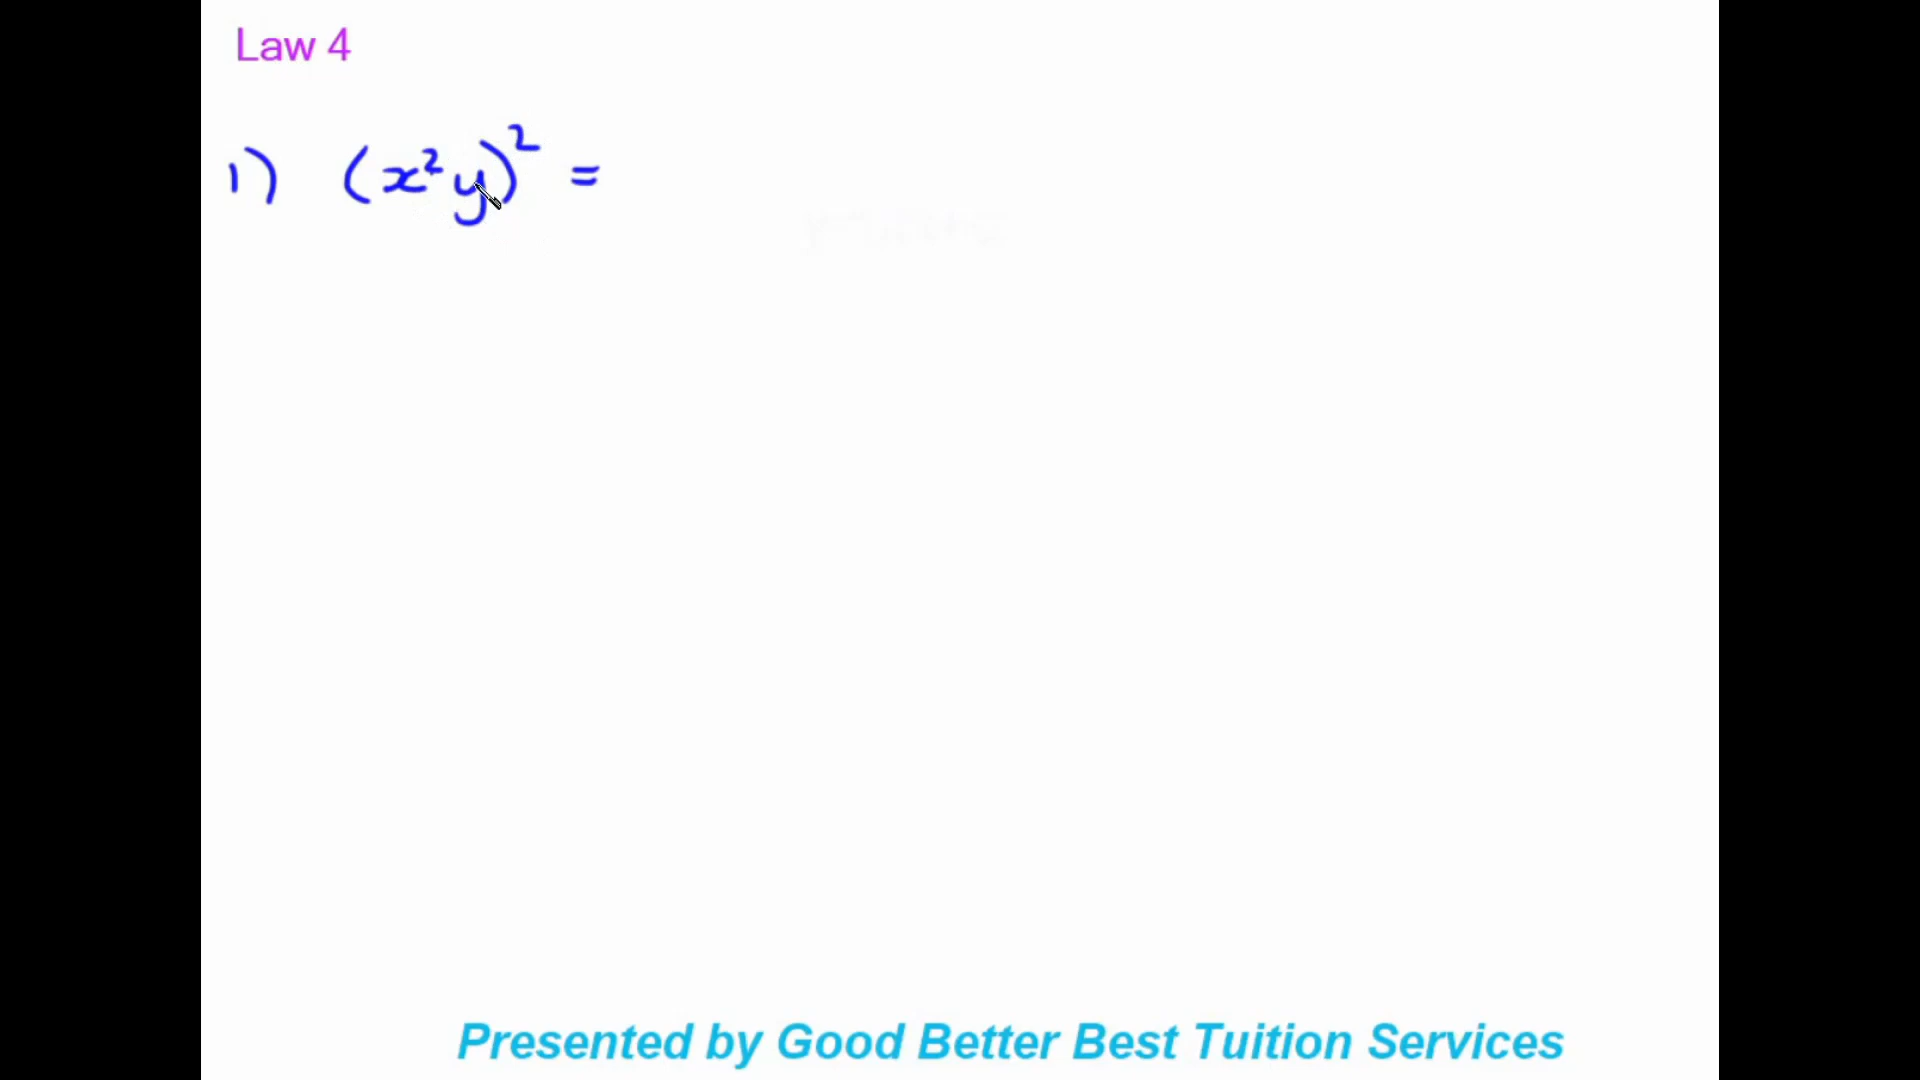 Law 4
1) (x²y)² =
Presented by Good Better Best Tuition Services